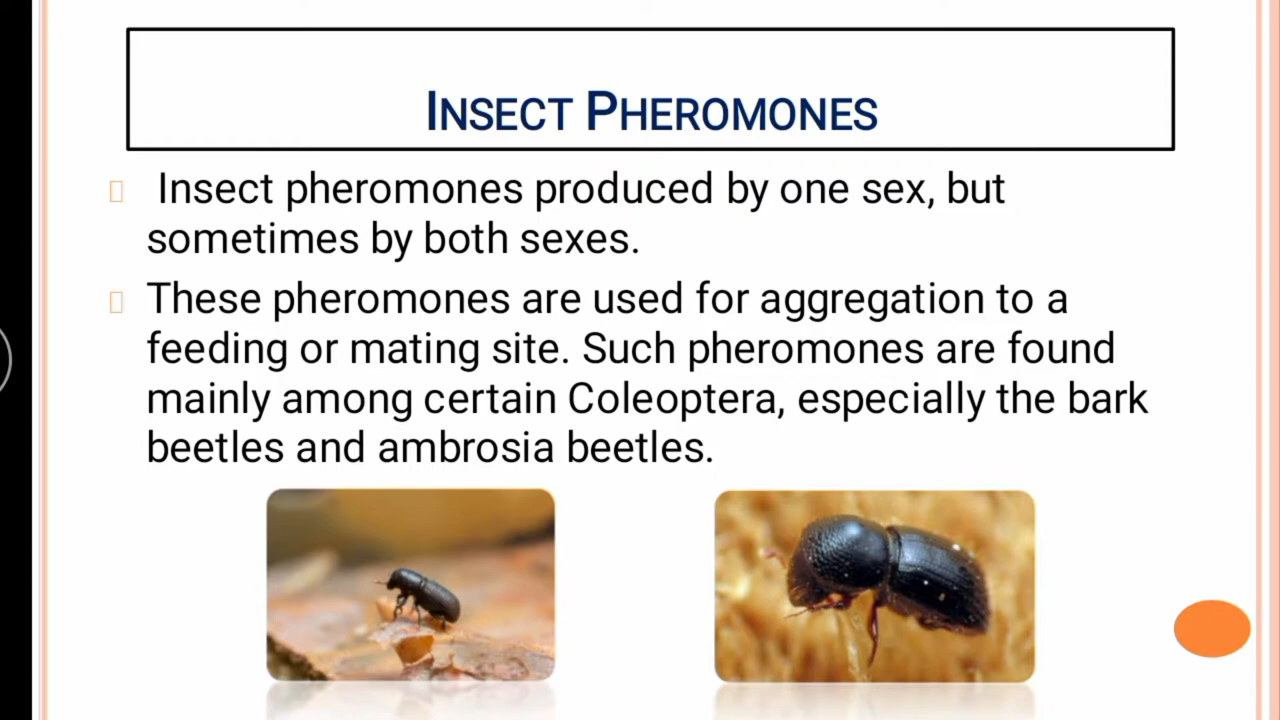 INSECT PHEROMONES
Insect pheromones produced by one sex, but
sometimes by both sexes.
These pheromones are used for aggregation to a
feeding or mating site. Such pheromones are found
mainly among certain Coleoptera, especially the bark
beetles and ambrosia beetles.